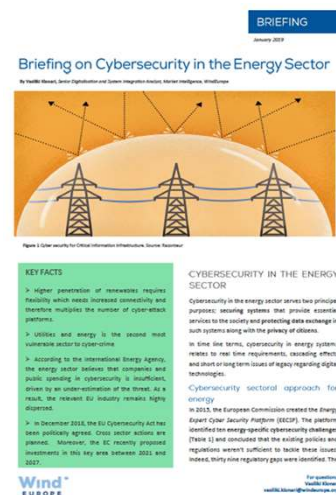 BRIEFING
January 2019
Briefing on Cybersecurity in the Energy Sector
By Vasiliki Klonari, Senior Digitalisation and System Integration Analyst, Market Intelligence, WindEurope
Figure 1 Cyber security for Critical Information Infrastructure. Source: Raconteur
KEY FACTS
> Higher penetration of renewables requires
flexibility which needs increased connectivity and
therefore multiplies the number of cyber-attack
platforms.
> Utilities and energy is the second most
vulnerable sector to cyber-crime
> According to the International Energy Agency,
the energy sector believes that companies and
public spending in cybersecurity is insufficient,
driven by an under-estimation of the threat. As a
result, the relevant EU industry remains highly
dispersed.
> In December 2018, the EU Cybersecurity Act has
been politically agreed. Cross sector actions are
planned. Moreover, the EC recently proposed
investments in this key area between 2021 and
2027.
CYBERSECURITY IN THE ENERGY
SECTOR
Cybersecurity in the energy sector serves two principal
purposes; securing systems that provide essential
services to the society and protecting data exchange in
such systems along with the privacy of citizens.
In time line terms, cybersecurity in energy systems
relates to real time requirements, cascading effects
and short or long term issues of legacy regarding digital
technologies.
Cybersecurity sectoral approach for
energy
In 2015, the European Commission created the Energy
Expert Cyber Security Platform (EECSP). The platform
identified ten energy-specific cybersecurity challenges
(Table 1) and concluded that the existing policies and
regulations weren't sufficient to tackle these issues.
Indeed, thirty nine regulatory gaps were identified. The
Wind
EUROPE
For questions
Vasiliki Klonari
vasiliki.klonari@windeurope.org